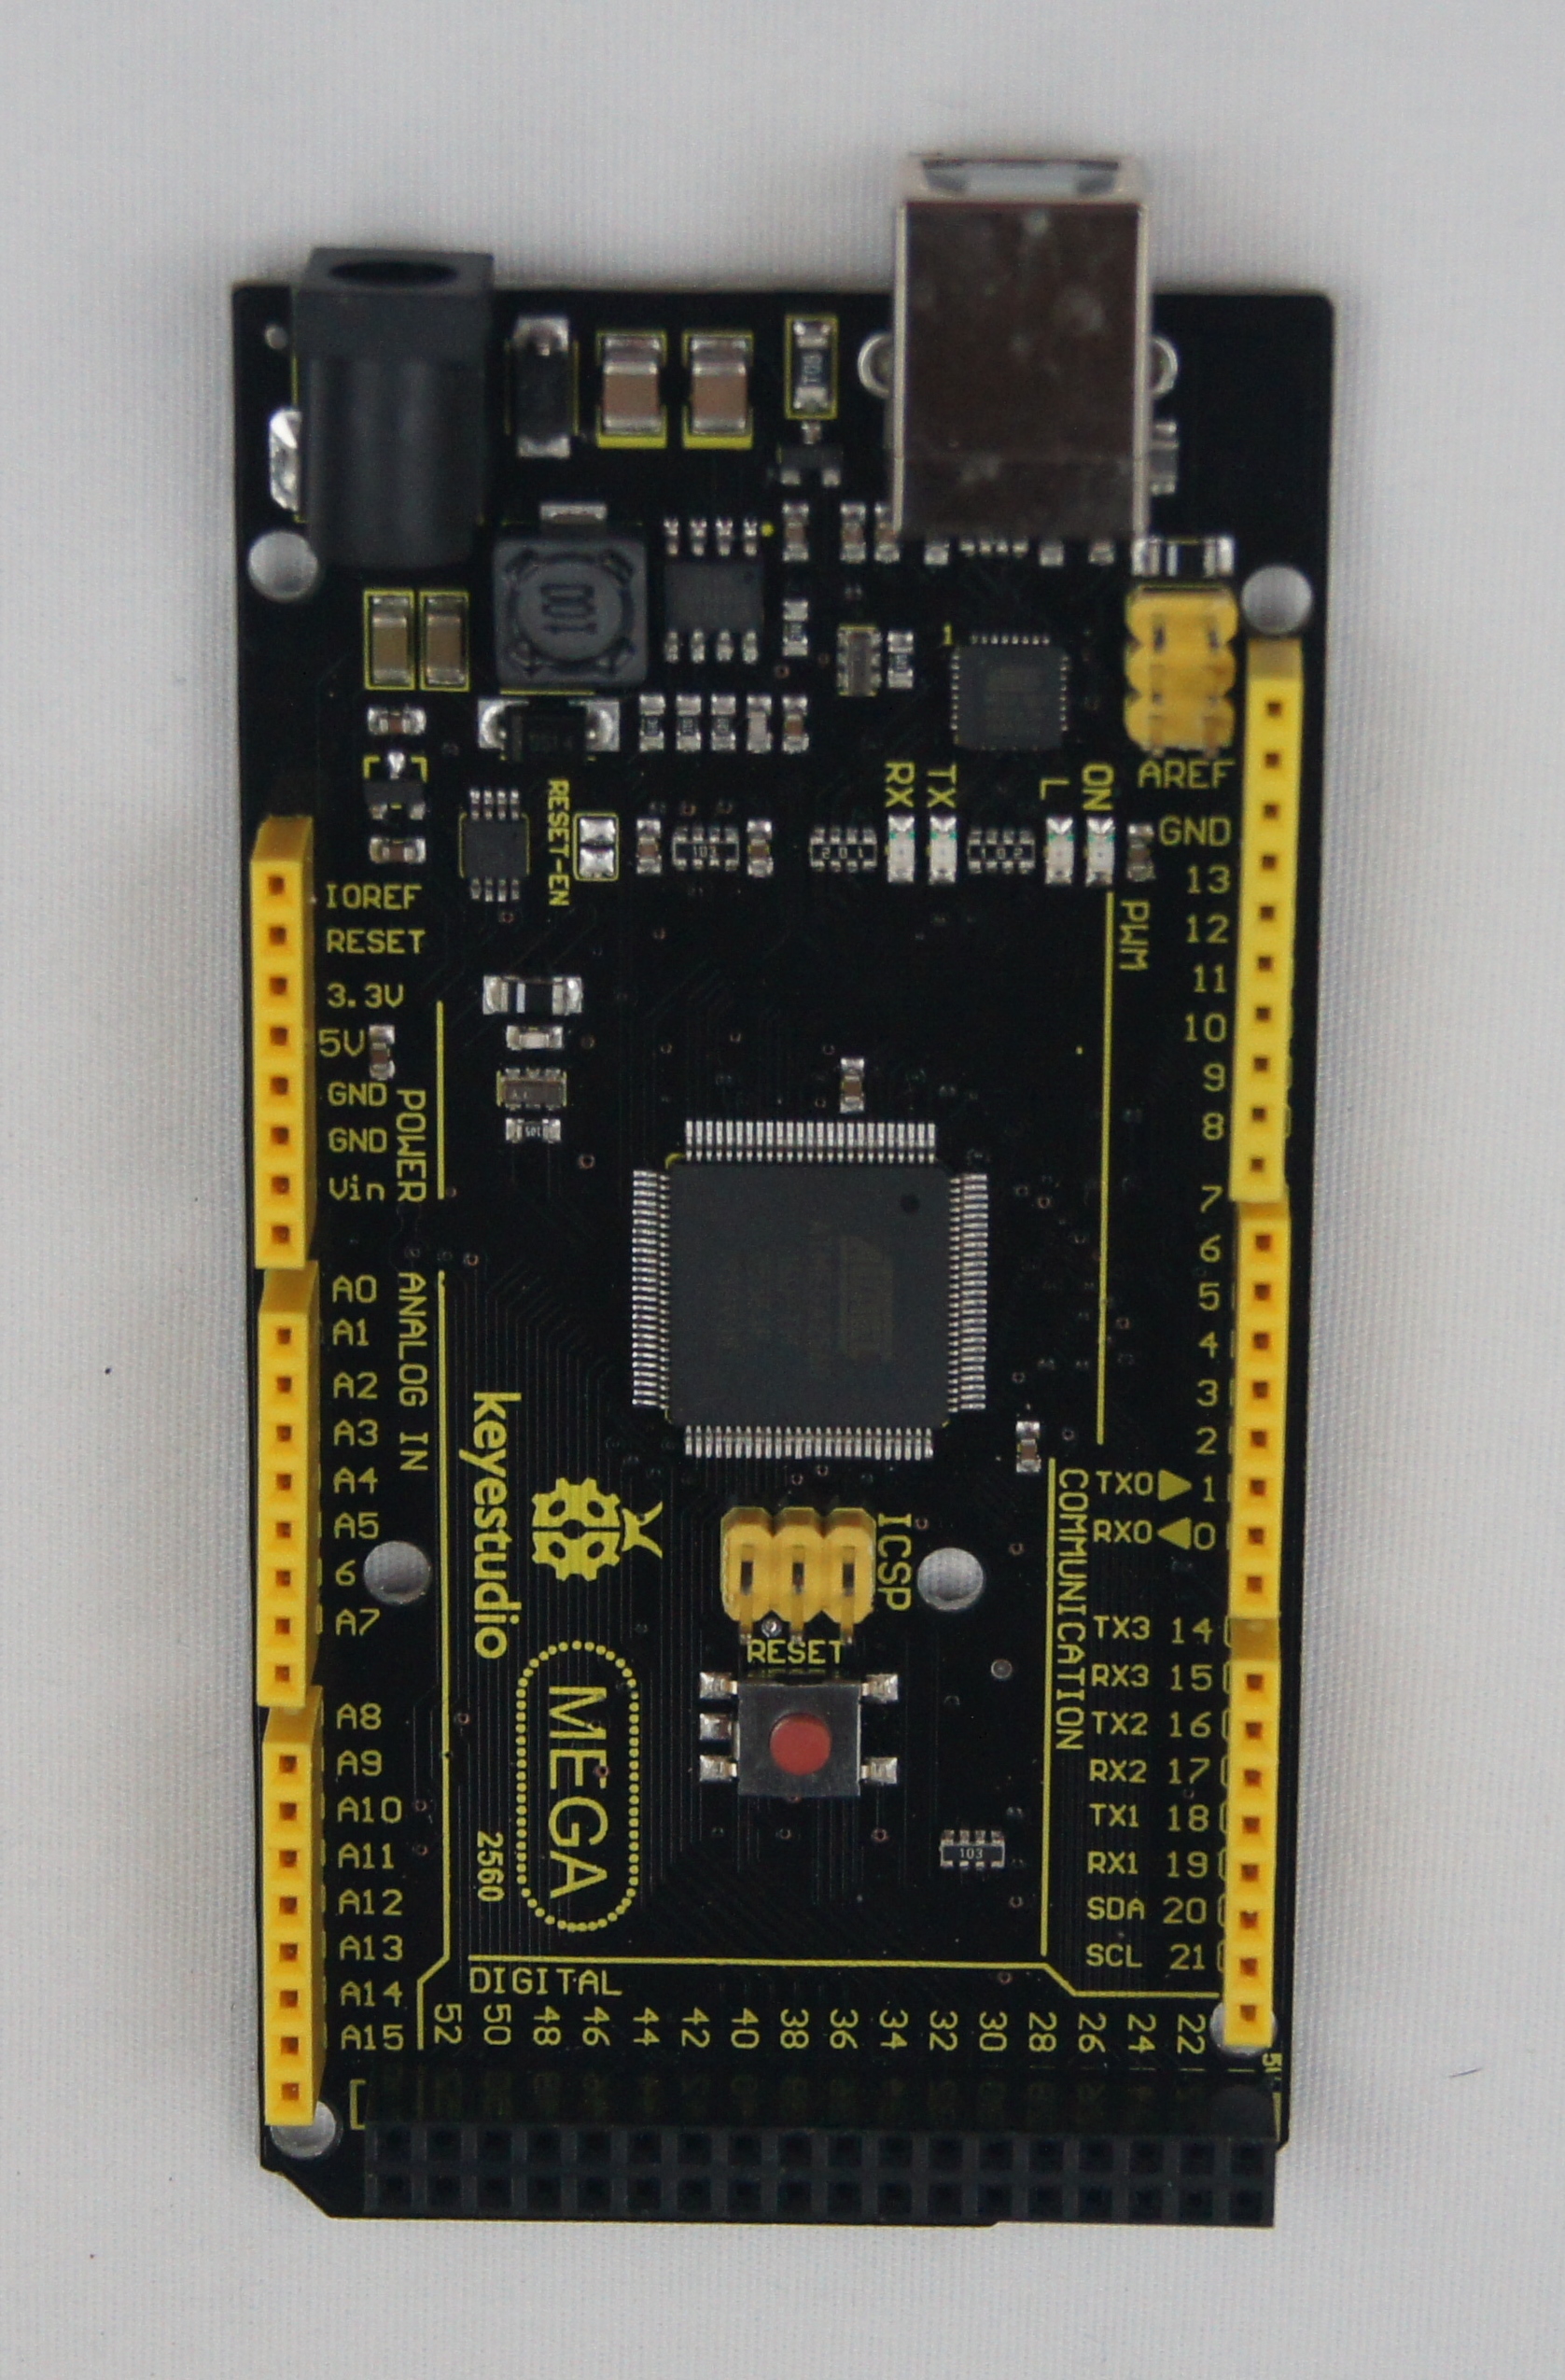 100
RX
TX
L
ON
AREF
GND
13
12
11
10
9
8
PWM
7
6
5
4
3
2
TX0 1
RX0 0
COMMUNICATION
TX3 14
RX3 15
TX2 16
RX2 17
TX1 18
RX1 19
SDA 20
SCL 21
RESET-EN
103
201
102
IOREF
RESET
3.3V
5V
GND
GND
Vin
POWER
A0
A1
A2
A3
A4
A5
6
A7
ANALOG IN
A8
A9
A10
A11
A12
A13
A14
A15
keyestudio
MEGA
2560
ICSP
RESET
103
DIGITAL
52 50 48 46 44 42 40 38 36 34 32 30 28 26 24 22